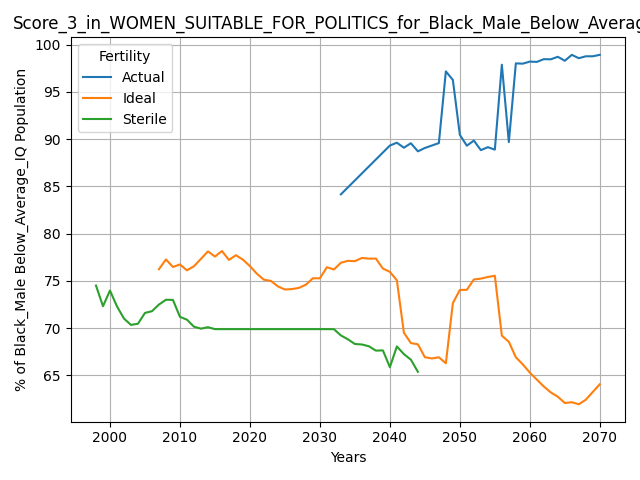 Score_3_in_WOMEN_SUITABLE_FOR_POLITICS_for_Black_Male_Below_Averag
Fertility
Actual
Ideal
Sterile
100
95
90
85
80
75
70
65
% of Black_Male Below_Average_IQ Population
2000
2010
2020
2030
2040
2050
2060
2070
Years